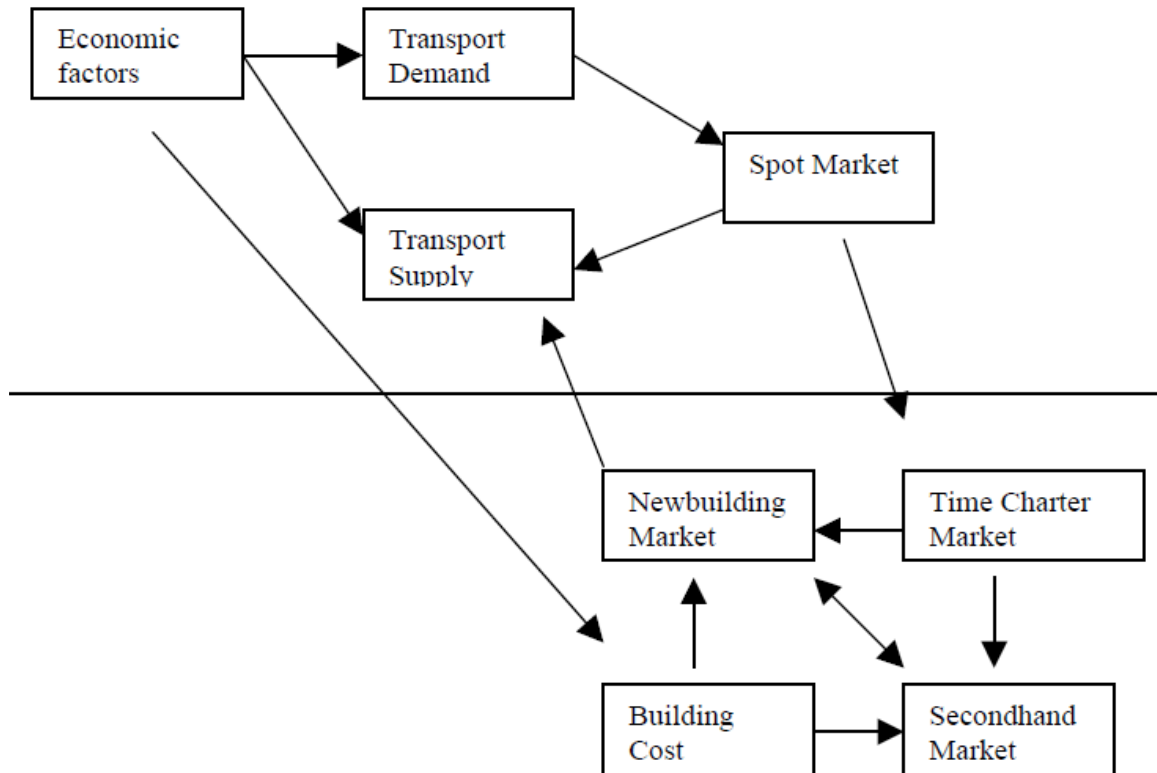 Economic
factors
Transport
Demand
Spot Market
Transport
Supply
Newbuilding
Market
Time Charter
Market
Building
Cost
Secondhand
Market